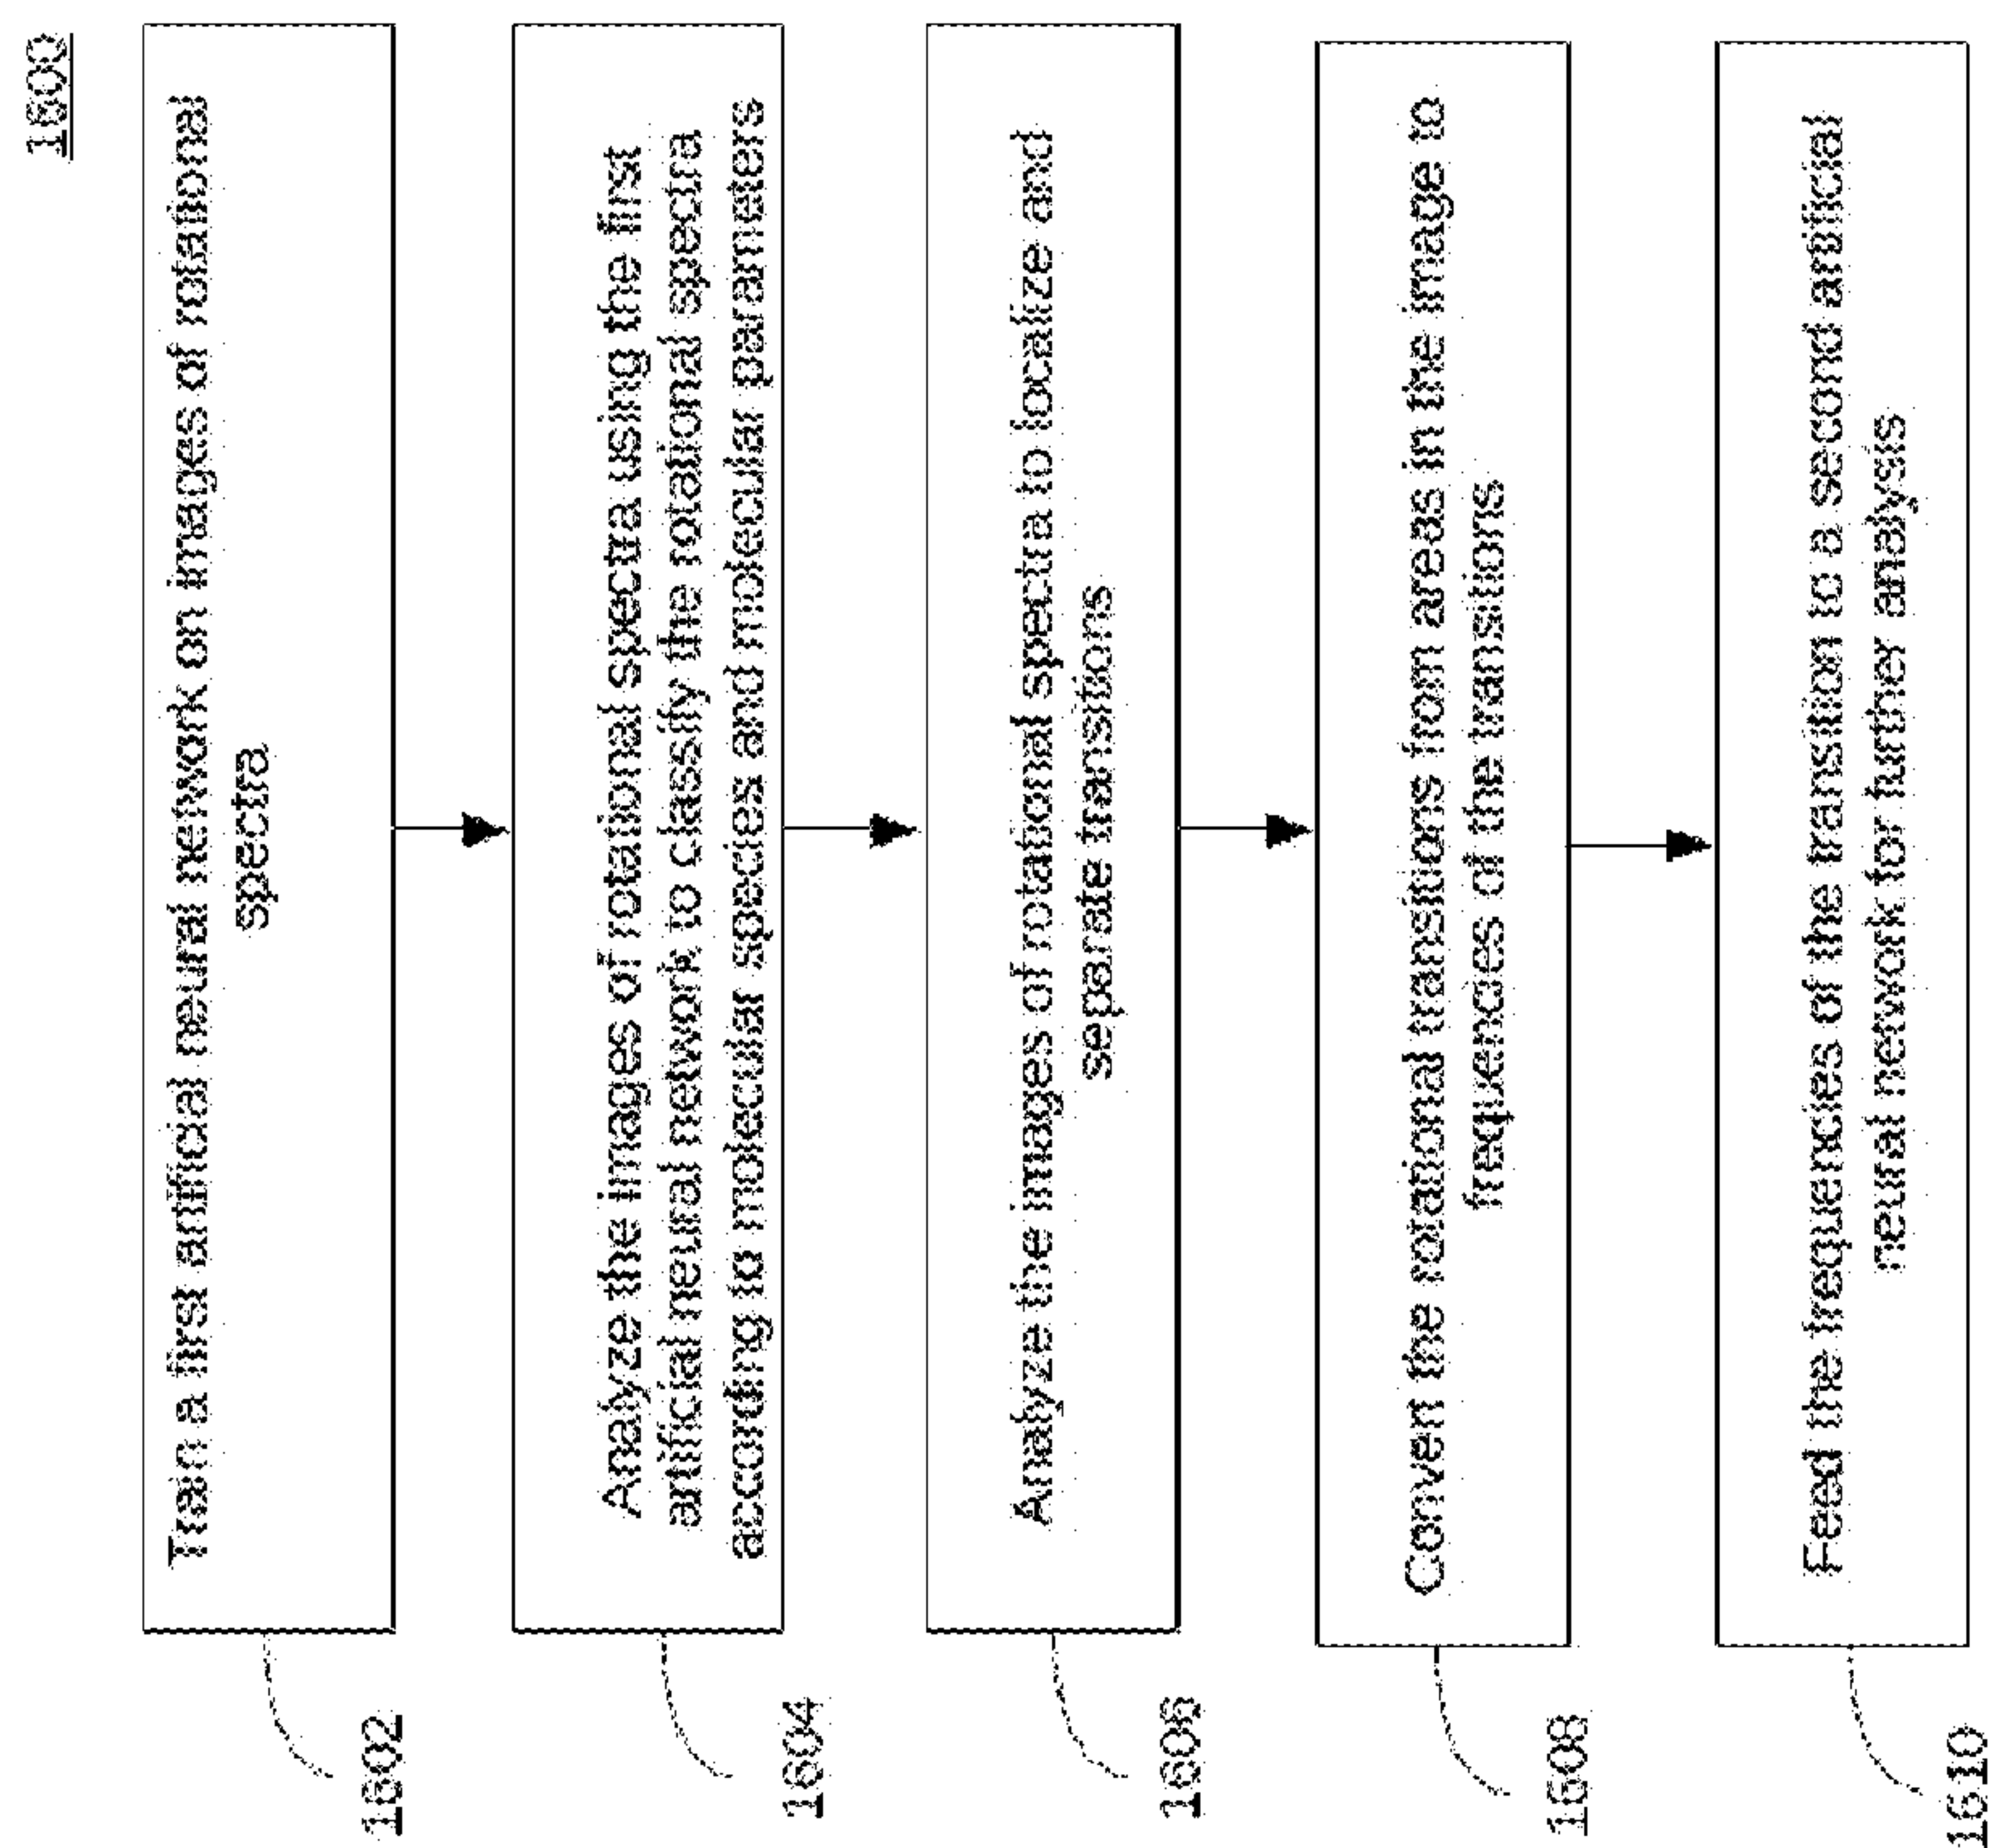 1600
Train a first artificial neural network on images of rotational
spectra
1602
Analyze the images of rotational spectra using the first
artificial neural network to classify the rotational spectra
according to molecular species and molecular parameters
1604
Analyze the images of rotational spectra to localize and
separate transitions
1606
Convert the rotational transitions from areas in the image to
frequencies of the transitions
1608
Feed the frequencies of the transition to a second artificial
neural network for further analysis
1610